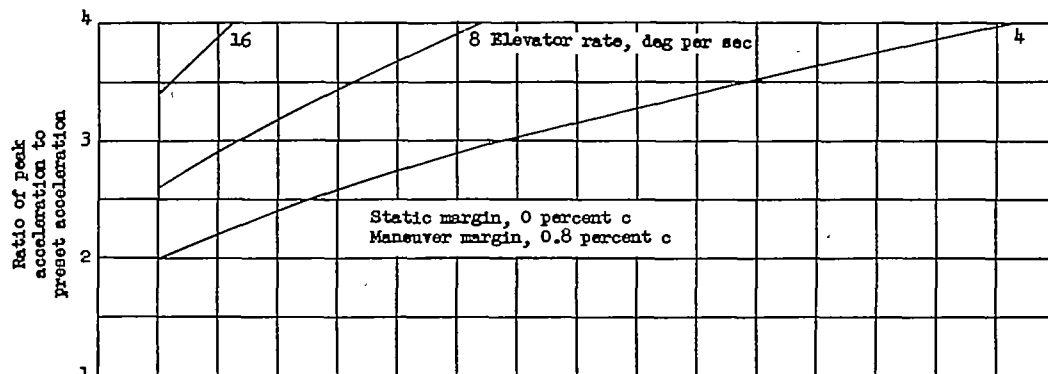 4
16
8 Elevator rate, deg per sec
4
3
Ratio of peak
acceleration to
preset acceleration
Static margin, 0 percent c
Maneuver margin, 0.8 percent c
2
1